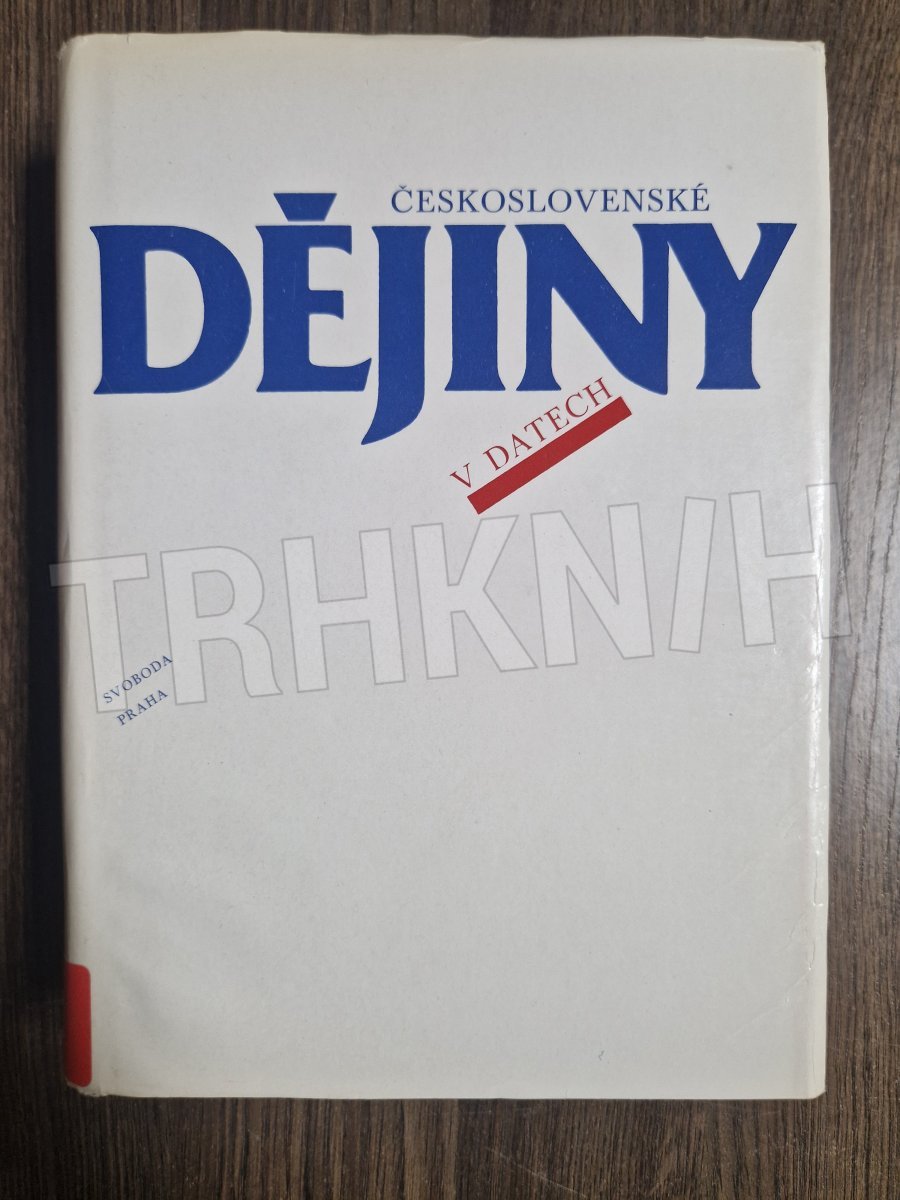 ČESKOSLOVENSKÉ
DĚJINY
V DATECH
TRHKNIH
SVOBODA
PRAHA